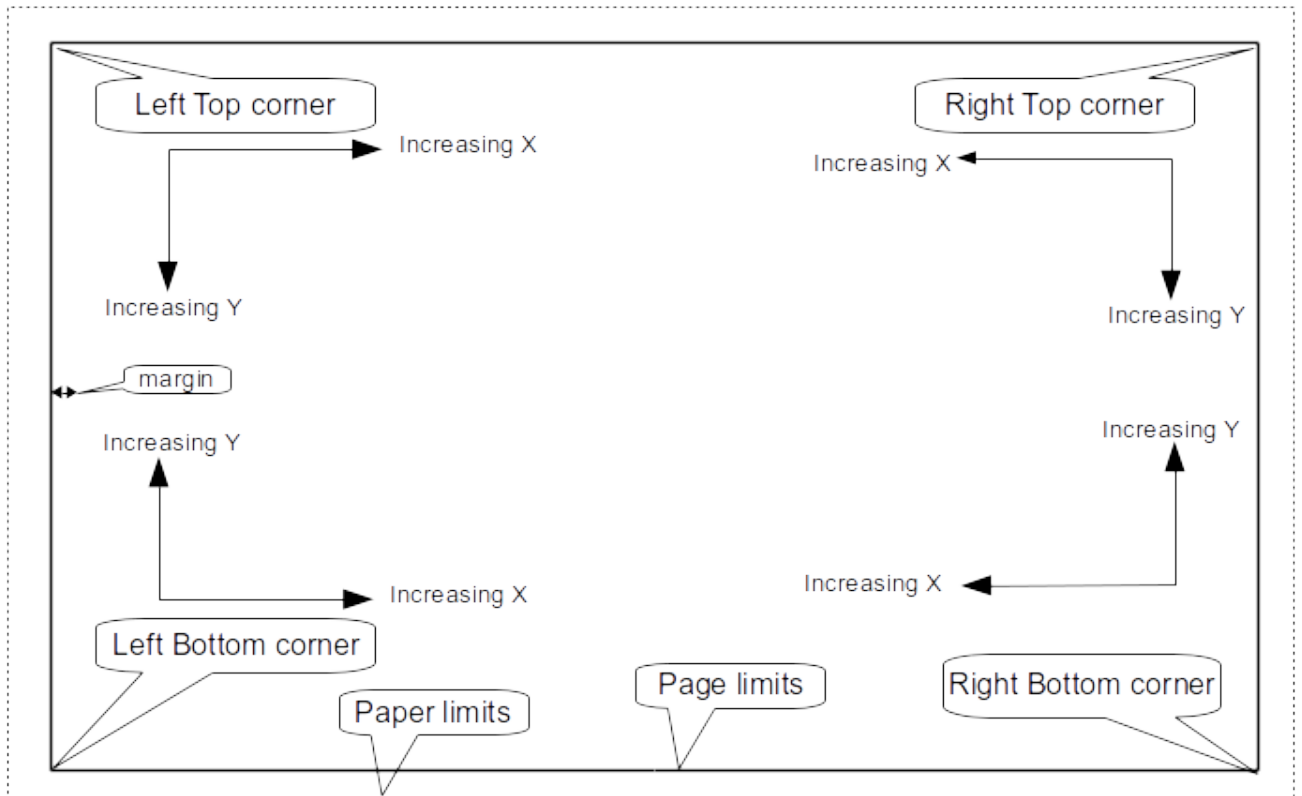 Left Top corner
Right Top corner
Increasing X
Increasing X
Increasing Y
Increasing Y
margin
Increasing Y
Increasing Y
Increasing X
Increasing X
Left Bottom corner
Page limits
Right Bottom corner
Paper limits